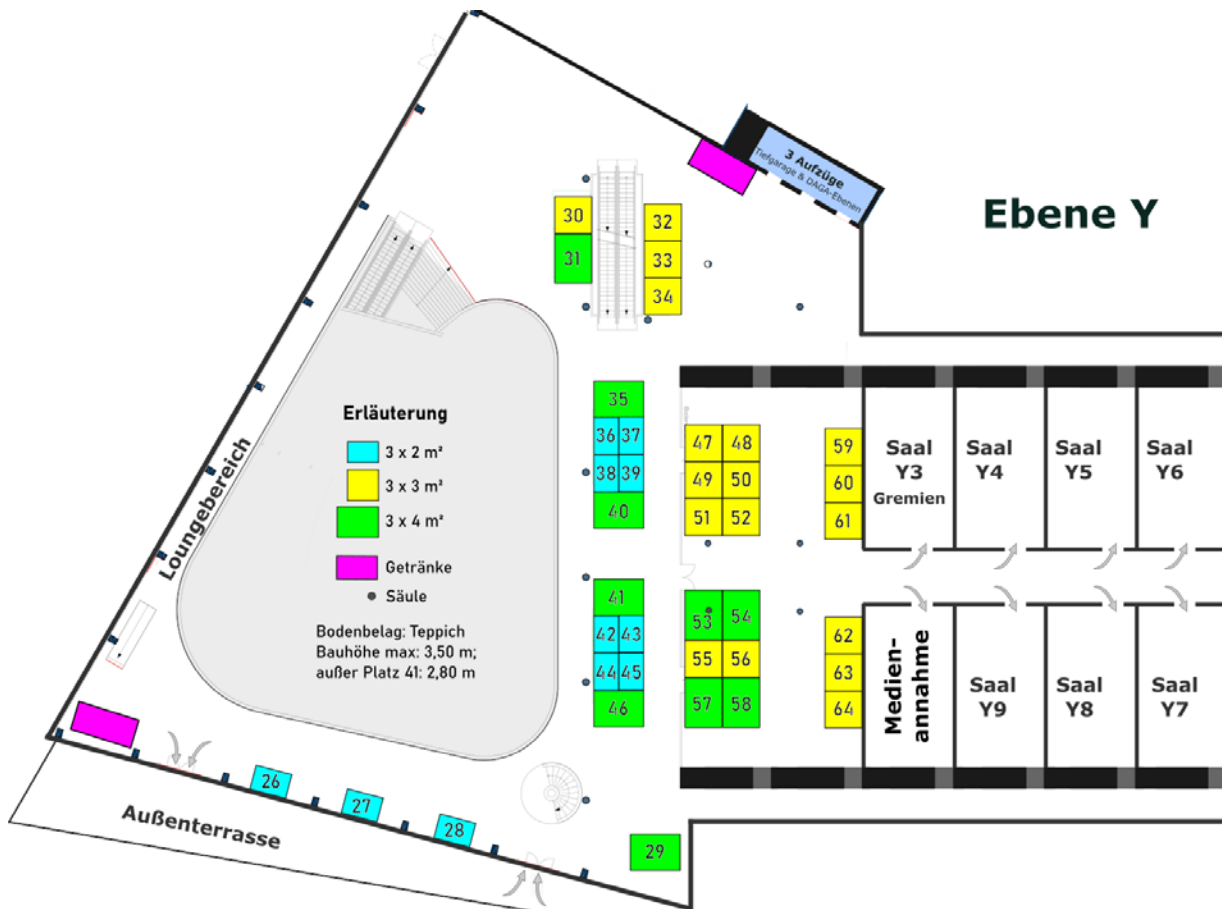 3 Aufzüge
Tiefgarage & DAGA-Ebenen
Ebene Y
30
31
32
33
34
35
36 37
38 39
40
41
42 43
44 45
46
47 48
49 50
51 52
53 54
55 56
57 58
59
60
61
62
63
64
Saal
Y3
Gremien
Saal
Y4
Saal
Y5
Saal
Y6
Medien-
annahme
Saal
Y9
Saal
Y8
Saal
Y7
Loungebereich
Erläuterung
3 x 2 m²
3 x 3 m²
3 x 4 m²
Getränke
Säule
Bodenbelag: Teppich
Bauhöhe max: 3,50 m;
außer Platz 41: 2,80 m
26
27
28
29
Außenterrasse